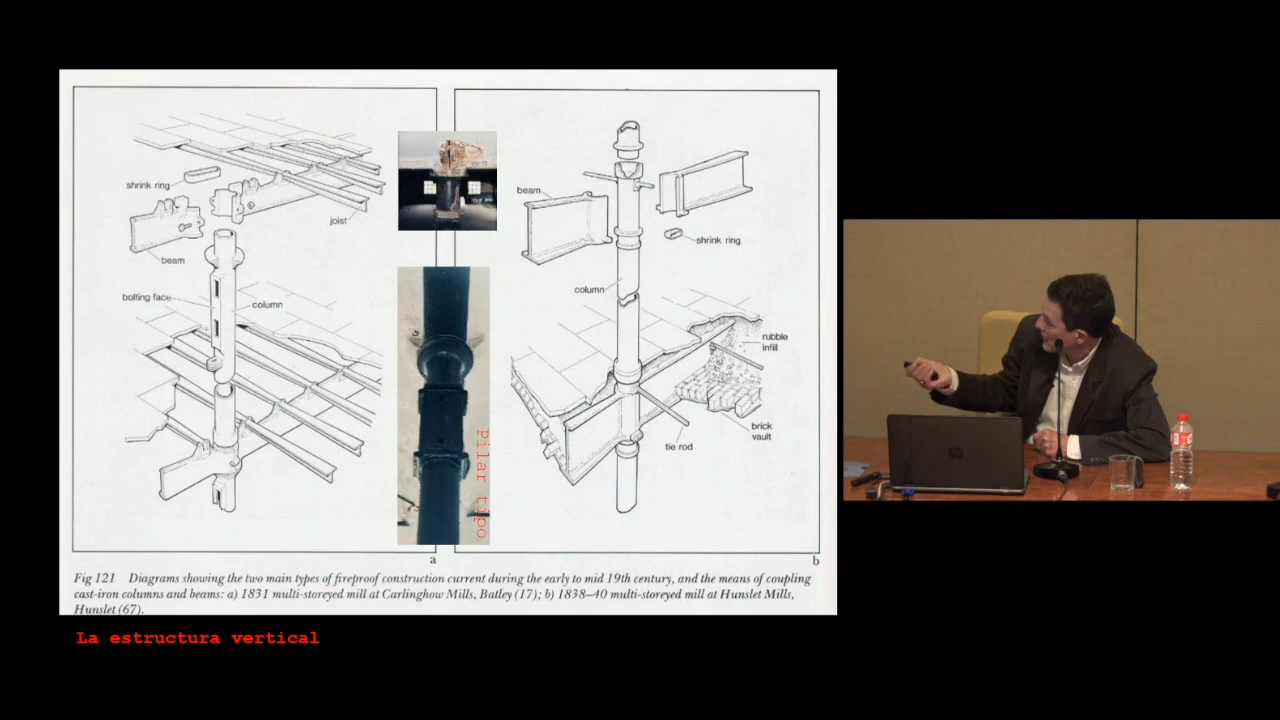 shrink ring
joist
beam
bolting face
column
a
beam
shrink ring
column
rubble
infill
brick
vault
tie rod
b
pilar tipo
Fig 121 Diagrams showing the two main types of fireproof construction current during the early to mid 19th century, and the means of coupling
cast-iron columns and beams: a) 1831 multi-storeyed mill at Carlinghow Mills, Batley (17); b) 1838–40 multi-storeyed mill at Hunslet Mills,
Hunslet (67).
La estructura vertical
hp